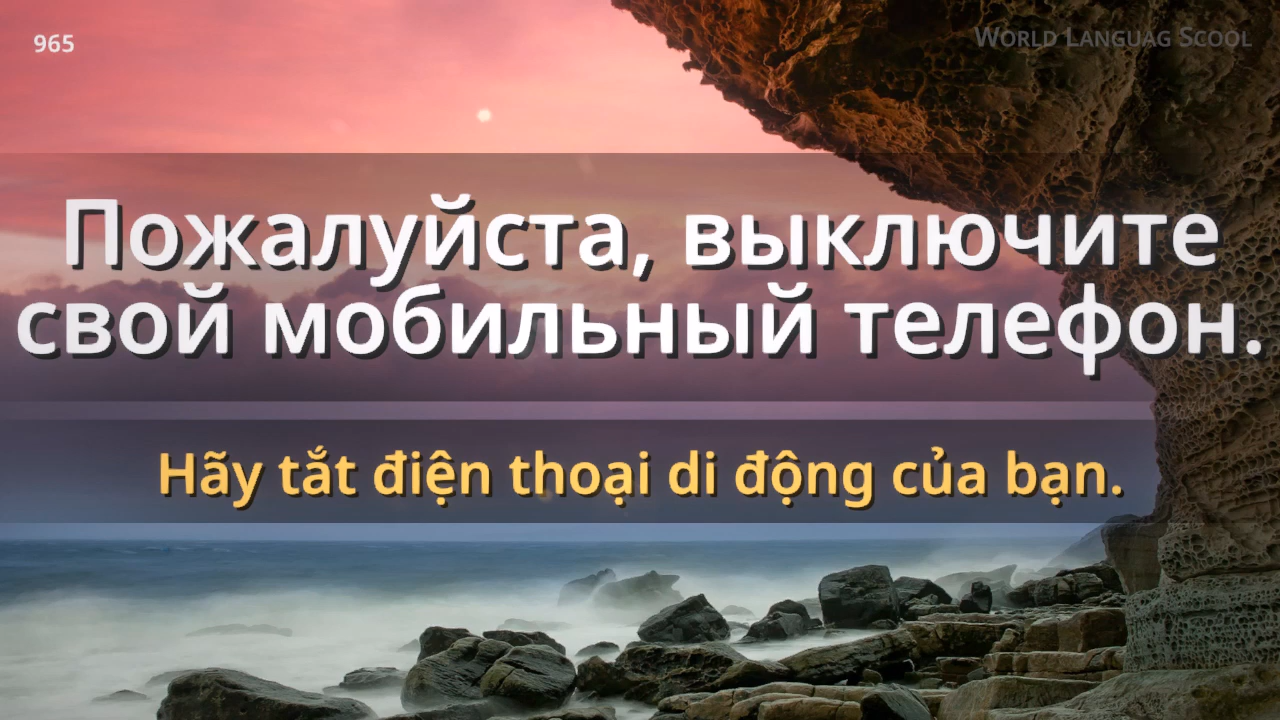 965
World Languag Scool
Пожалуйста, выключите
свой мобильный телефон.
Hãy tắt điện thoại di động của bạn.